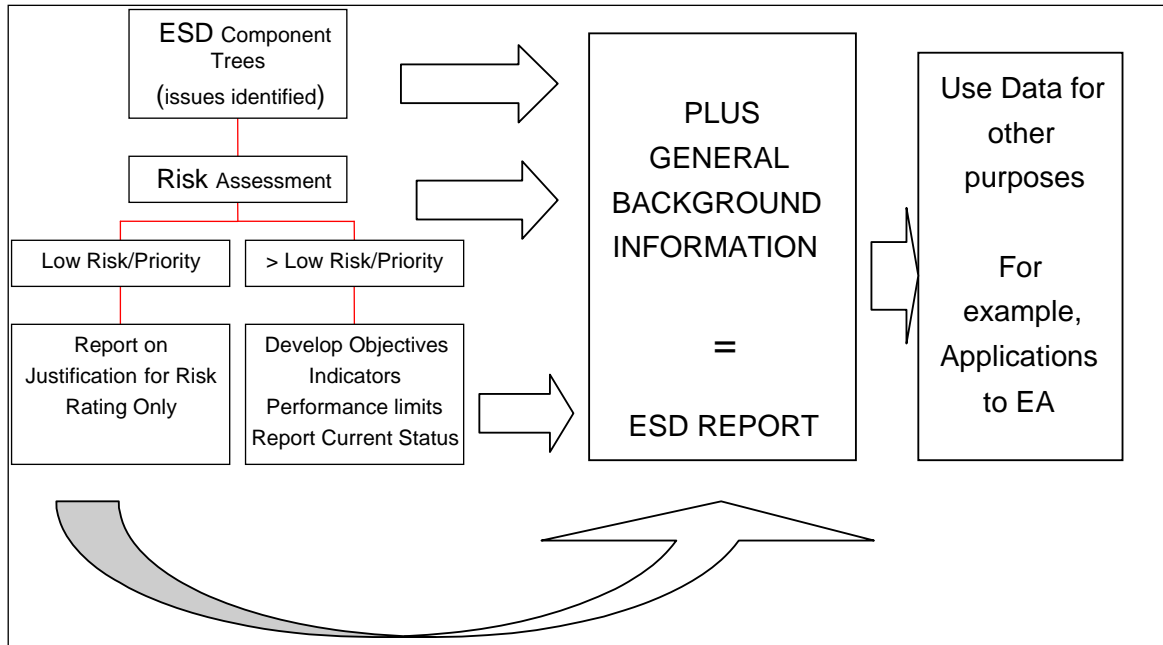 ESD Component
Trees
(issues identified)
Risk Assessment
Low Risk/Priority
> Low Risk/Priority
Report on
Justification for Risk
Rating Only
Develop Objectives
Indicators
Performance limits
Report Current Status
PLUS
GENERAL
BACKGROUND
INFORMATION
=
ESD REPORT
Use Data for
other
purposes
For
example,
Applications
to EA